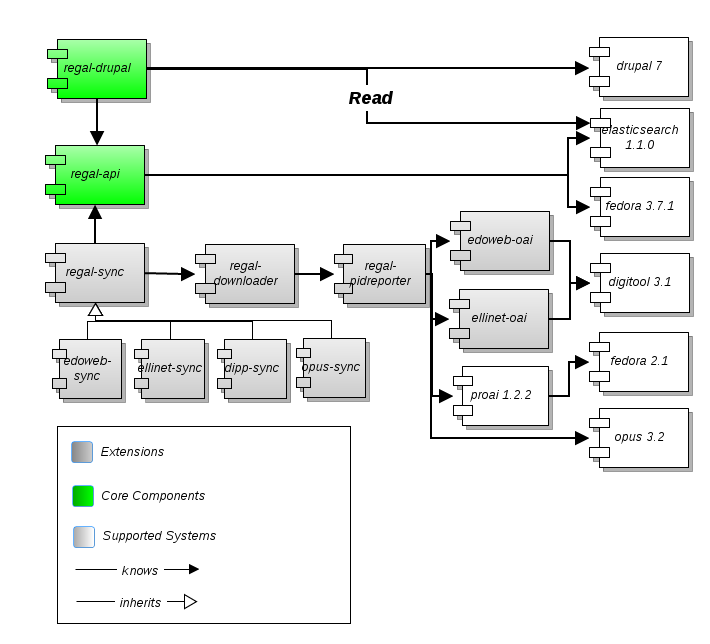 regal-drupal
drupal 7
Read
elasticsearch
1.1.0
regal-api
fedora 3.7.1
edoweb-oai
regal-sync
regal-
downloader
regal-
pidreporter
digitool 3.1
ellinet-oai
edoweb-
sync
ellinet-sync
dipp-sync
opus-sync
fedora 2.1
proai 1.2.2
opus 3.2
Extensions
Core Components
Supported Systems
knows
inherits